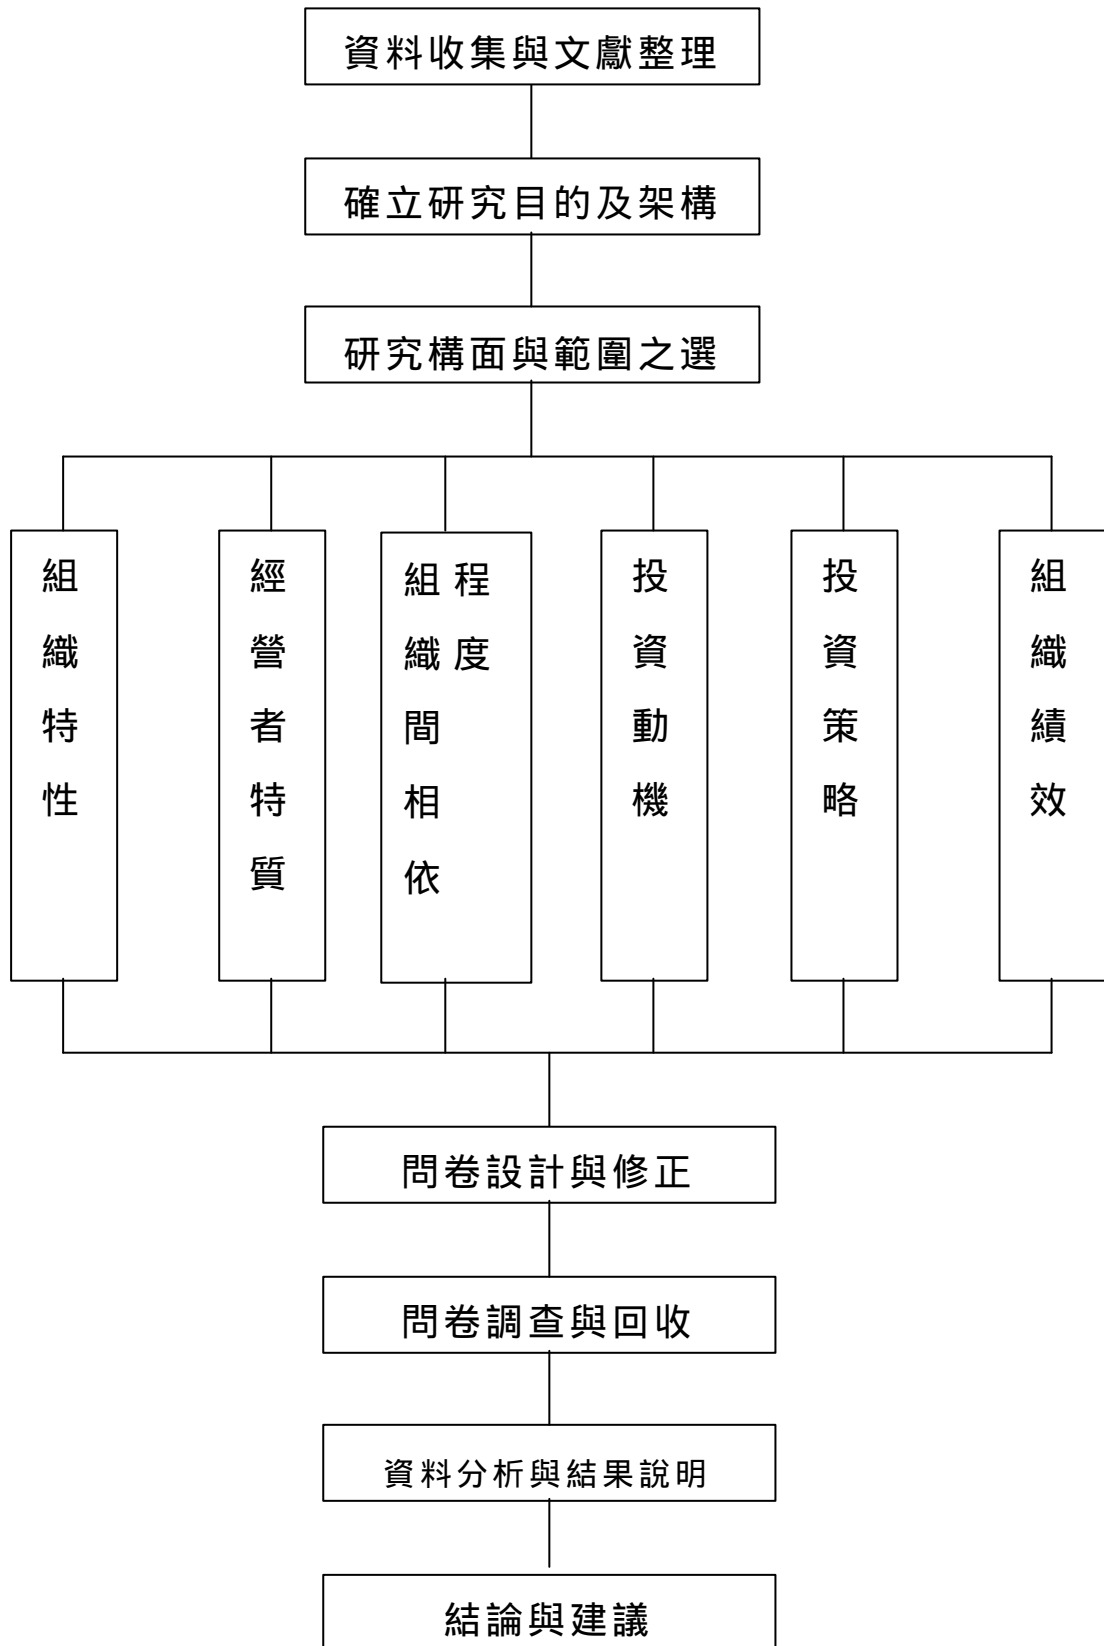 資料收集與文獻整理
確立研究目的及架構
研究構面與範圍之選
組織特性
經營者特質
組織間相依
程度
投資動機
投資策略
組織績效
問卷設計與修正
問卷調查與回收
資料分析與結果說明
結論與建議